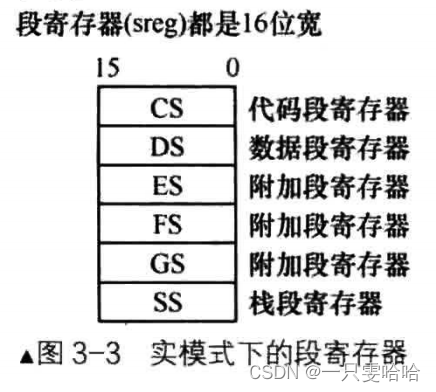 段寄存器(sreg)都是16位宽
15 0
CS 代码段寄存器
DS 数据段寄存器
ES 附加段寄存器
FS 附加段寄存器
GS 附加段寄存器
SS 栈段寄存器
▲图 3-3 实模式下的段寄存器
CSDN @一只雯哈哈